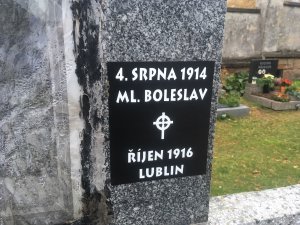 4. SRPNA 1914
ML. BOLESLAV
ŘÍJEN 1916
LUBLIN